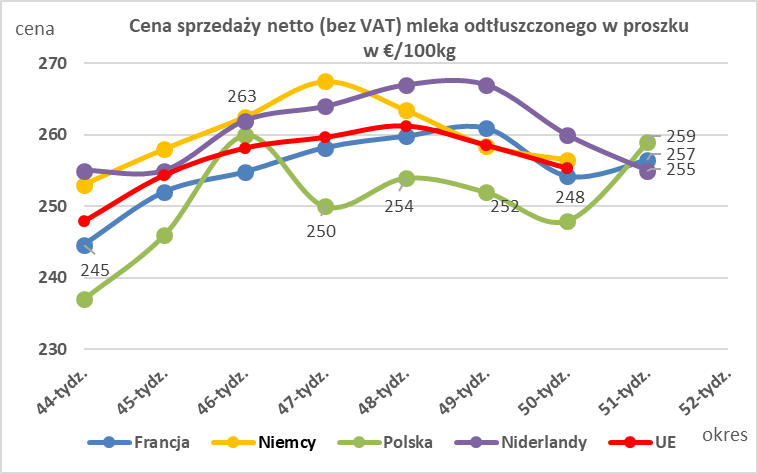 cena
Cena sprzedaży netto (bez VAT) mleka odtłuszczonego w proszku
w €/100kg
270
260
250
240
230
263
245
250
254
252
248
259
257
255
44-tydz.
45-tydz.
46-tydz.
47-tydz.
48-tydz.
49-tydz.
50-tydz.
51-tydz.
52-tydz.
okres
Francja
Niemcy
Polska
Niderlandy
UE